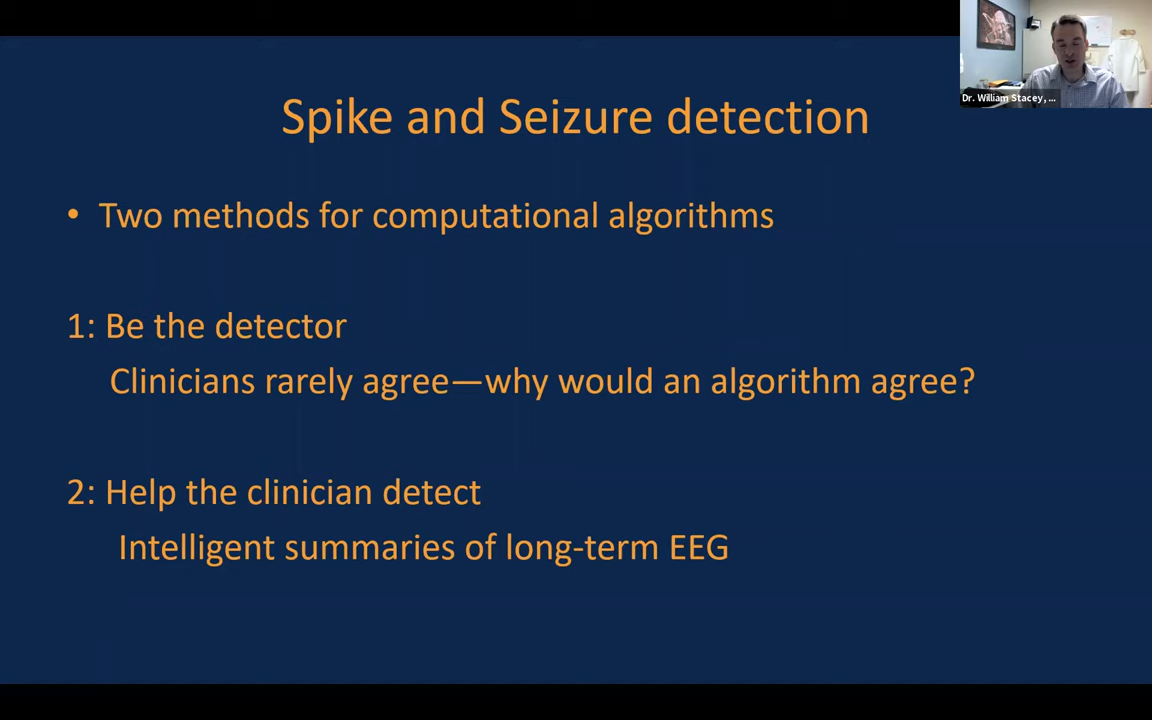 Dr. William Stacey, ...
Spike and Seizure detection
• Two methods for computational algorithms
1: Be the detector
Clinicians rarely agree—why would an algorithm agree?
2: Help the clinician detect
Intelligent summaries of long-term EEG